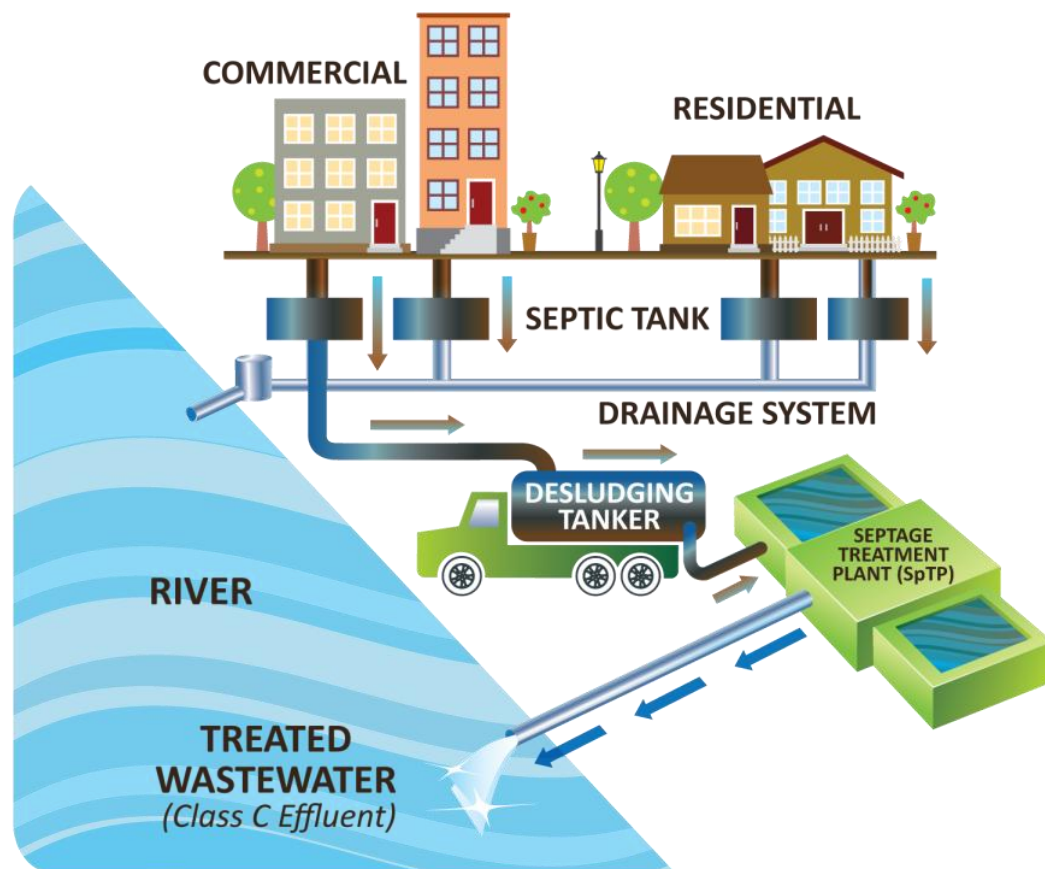 COMMERCIAL
RESIDENTIAL
SEPTIC TANK
DRAINAGE SYSTEM
DESLUDGING
TANKER
SEPTAGE
TREATMENT
PLANT (SpTP)
RIVER
TREATED
WASTEWATER
(Class C Effluent)